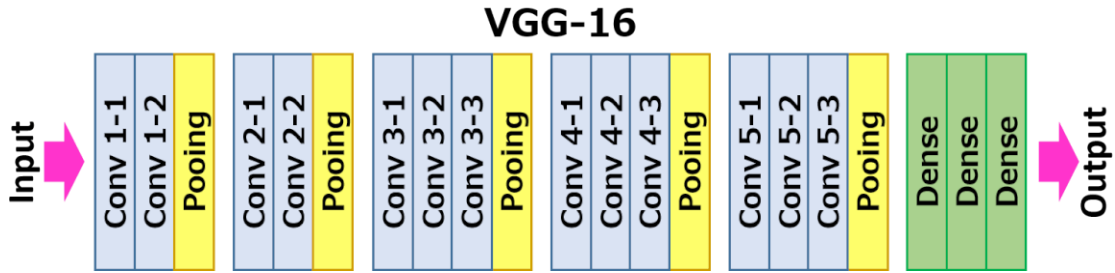 VGG-16
Input
Conv 1-1
Conv 1-2
Pooing
Conv 2-1
Conv 2-2
Pooing
Conv 3-1
Conv 3-2
Conv 3-3
Pooing
Conv 4-1
Conv 4-2
Conv 4-3
Pooing
Conv 5-1
Conv 5-2
Conv 5-3
Pooing
Dense
Dense
Dense
Output